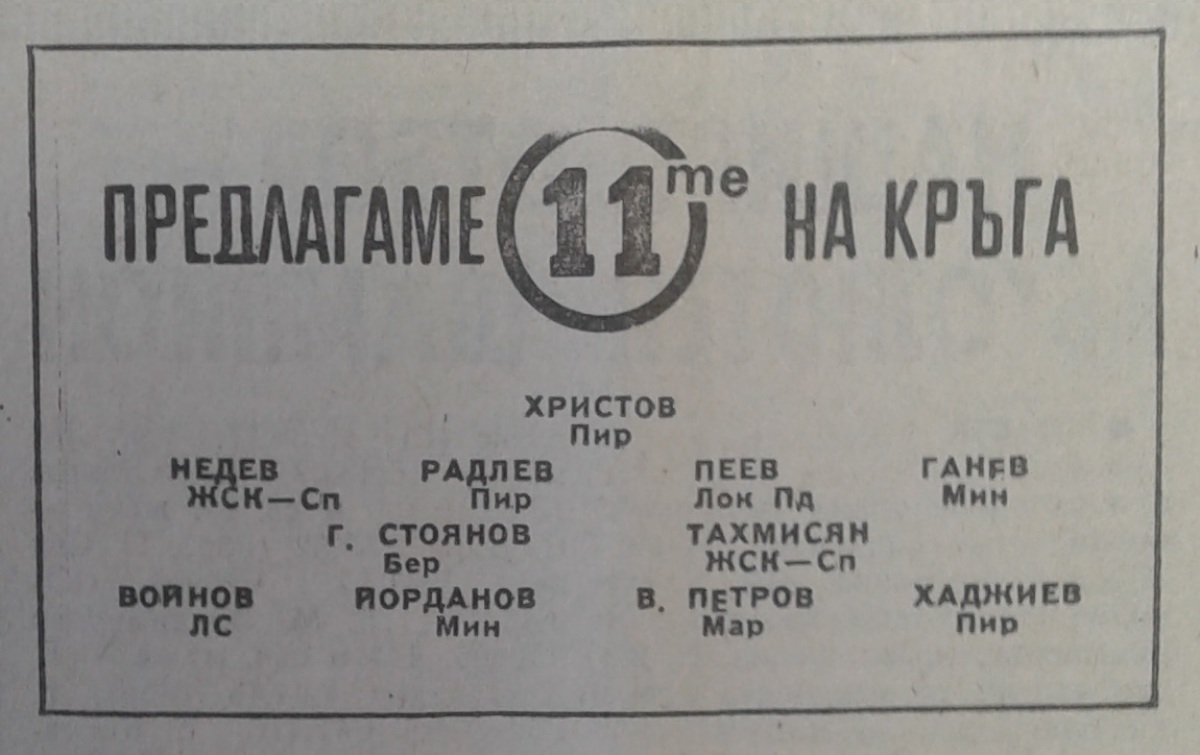 ПРЕДЛАГАМЕ 11те НА КРЪГА
ХРИСТОВ
Пир
НЕДЕВ РАДЛЕВ ПЕЕВ ГАНЕВ
ЖСК—Сп Пир Лок Пд Мин
Г. СТОЯНОВ ТАХМИСЯН
Бер ЖСК—Сп
ВОЙНОВ ЙОРДАНОВ В. ПЕТРОВ ХАДЖИЕВ
ЛС Мин Мар Пир